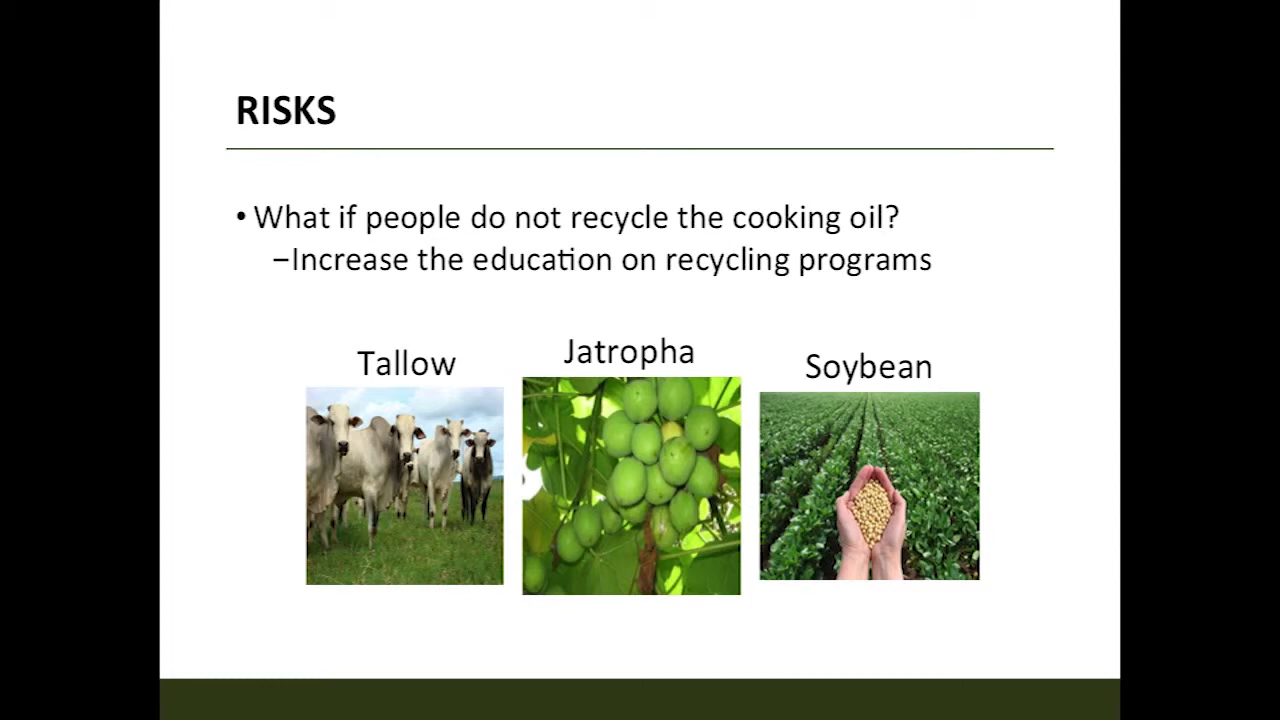 RISKS
• What if people do not recycle the cooking oil?
–Increase the education on recycling programs
Tallow
Jatropha
Soybean